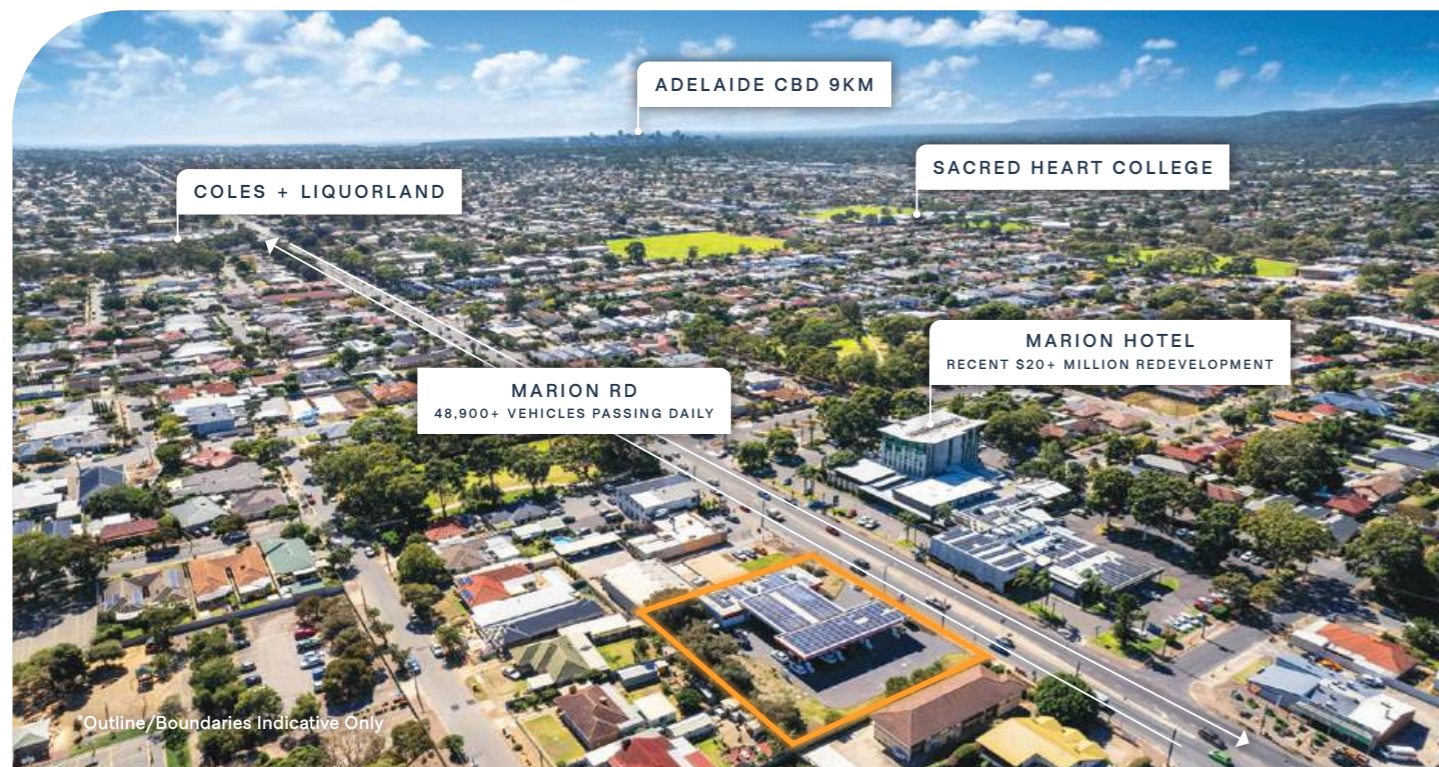 ADELAIDE CBD 9KM
SACRED HEART COLLEGE
COLES + LIQUORLAND
MARION HOTEL
RECENT $20+ MILLION REDEVELOPMENT
MARION RD
48,900+ VEHICLES PASSING DAILY
*Outline/Boundaries Indicative Only